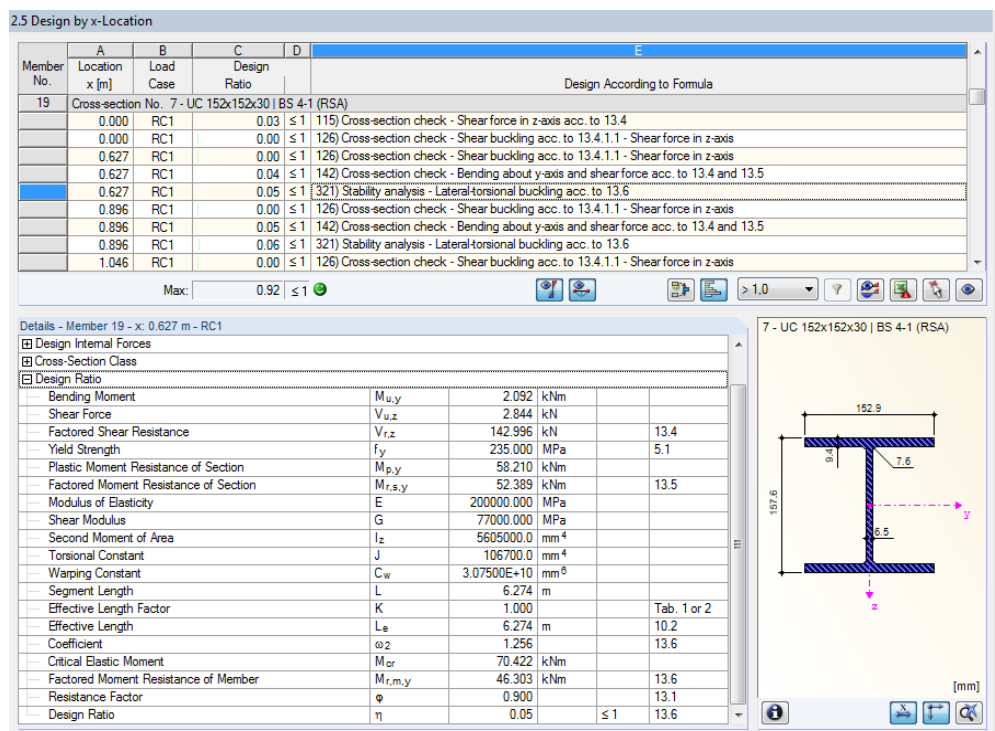 2.5 Design by x-Location
A B C D E
Member Location Load Design
No. x [m] Case Ratio Design According to Formula
19 Cross-section No. 7 - UC 152x152x30 | BS 4-1 (RSA)
0.000 RC1 0.03 ≤ 1 115) Cross-section check - Shear force in z-axis acc. to 13.4
0.000 RC1 0.00 ≤ 1 126) Cross-section check - Shear buckling acc. to 13.4.1.1 - Shear force in z-axis
0.627 RC1 0.00 ≤ 1 126) Cross-section check - Shear buckling acc. to 13.4.1.1 - Shear force in z-axis
0.627 RC1 0.04 ≤ 1 142) Cross-section check - Bending about y-axis and shear force acc. to 13.4 and 13.5
0.627 RC1 0.05 ≤ 1 321) Stability analysis - Lateral-torsional buckling acc. to 13.6
0.896 RC1 0.00 ≤ 1 126) Cross-section check - Shear buckling acc. to 13.4.1.1 - Shear force in z-axis
0.896 RC1 0.05 ≤ 1 142) Cross-section check - Bending about y-axis and shear force acc. to 13.4 and 13.5
0.896 RC1 0.06 ≤ 1 321) Stability analysis - Lateral-torsional buckling acc. to 13.6
1.046 RC1 0.00 ≤ 1 126) Cross-section check - Shear buckling acc. to 13.4.1.1 - Shear force in z-axis
Max: 0.92 ≤ 1 > 1,0
Details - Member 19 - x: 0.627 m - RC1
Design Internal Forces
Cross-Section Class
Design Ratio
Bending Moment Mu,y 2.092 kNm
Shear Force Vu,z 2.844 kN
Factored Shear Resistance Vr,z 142.996 kN 13.4
Yield Strength fy 235.000 MPa 5.1
Plastic Moment Resistance of Section Mp,y 58.210 kNm
Factored Moment Resistance of Section Mr,s,y 52.389 kNm 13.5
Modulus of Elasticity E 200000.000 MPa
Shear Modulus G 77000.000 MPa
Second Moment of Area Iz 5605000.0 mm4
Torsional Constant J 106700.0 mm4
Warping Constant Cw 3.07500E+10 mm6
Segment Length L 6.274 m
Effective Length Factor K 1.000 Tab. 1 or 2
Effective Length Le 6.274 m 10.2
Coefficient ω2 1.256 13.6
Critical Elastic Moment Mcr 70.422 kNm
Factored Moment Resistance of Member Mr,m,y 46.303 kNm 13.6
Resistance Factor φ 0.900 13.1
Design Ratio η 0.05 ≤ 1 13.6
7 - UC 152x152x30 | BS 4-1 (RSA)
152.9
9.4
7.6
157.6
y
6.5
z
[mm]